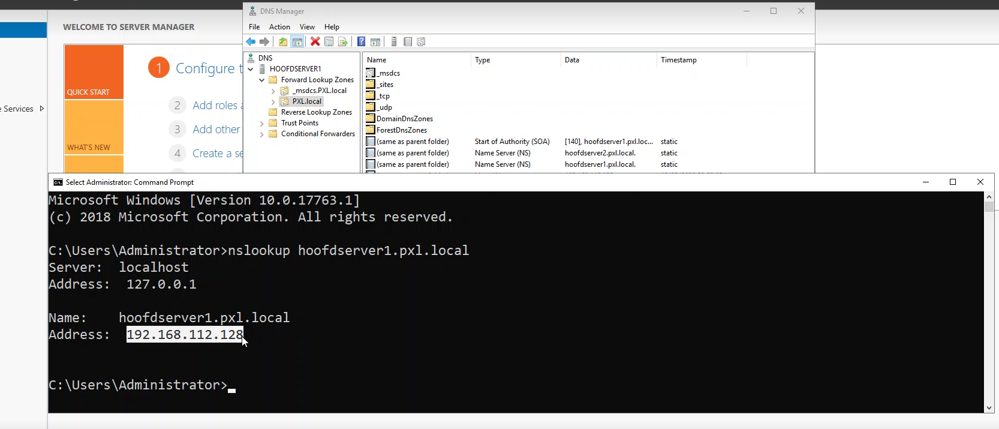 WELCOME TO SERVER MANAGER
1 Configure t
QUICK START
2 Add roles a
e Services
3 Add other
WHAT'S NEW
4 Create a se
DNS Manager
File Action View Help
DNS
HOOFDSERVER1
Forward Lookup Zones
_msdcs.PXL.local
PXL.local
Reverse Lookup Zones
Trust Points
Conditional Forwarders
Name Type Data Timestamp
_msdcs
_sites
_tcp
_udp
DomainDnsZones
ForestDnsZones
(same as parent folder) Start of Authority (SOA) [140], hoofdserver1.pxl.loc... static
(same as parent folder) Name Server (NS) hoofdserver2.pxl.local. static
(same as parent folder) Name Server (NS) hoofdserver1.pxl.local. static
Select Administrator: Command Prompt
Microsoft Windows [Version 10.0.17763.1]
(c) 2018 Microsoft Corporation. All rights reserved.
C:\Users\Administrator>nslookup hoofdserver1.pxl.local
Server: localhost
Address: 127.0.0.1
Name: hoofdserver1.pxl.local
Address: 192.168.112.128
C:\Users\Administrator>